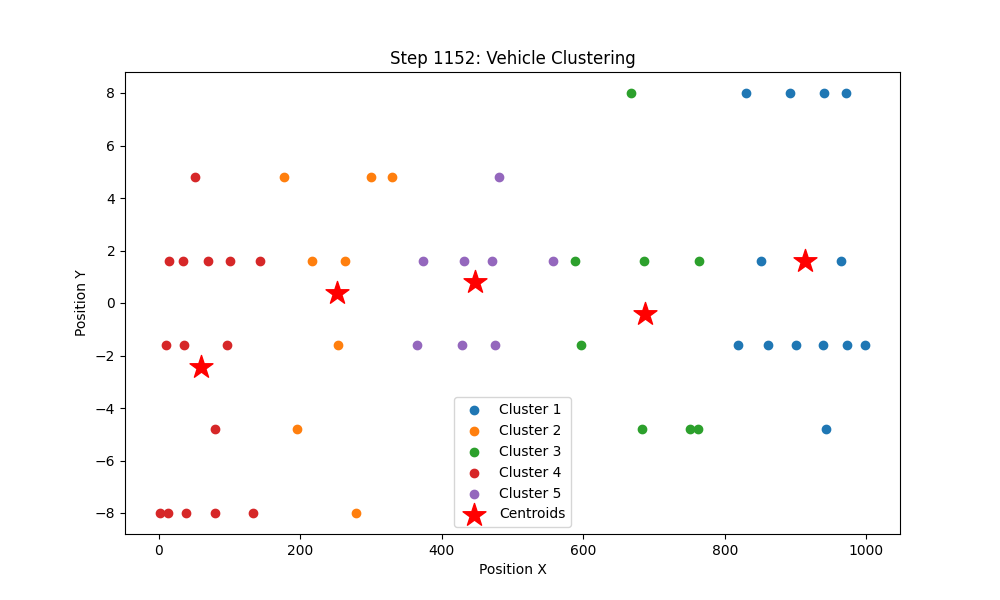 Step 1152: Vehicle Clustering
Position Y
8
6
4
2
0
−2
−4
−6
−8
Cluster 1
Cluster 2
Cluster 3
Cluster 4
Cluster 5
Centroids
0 200 400 600 800 1000
Position X